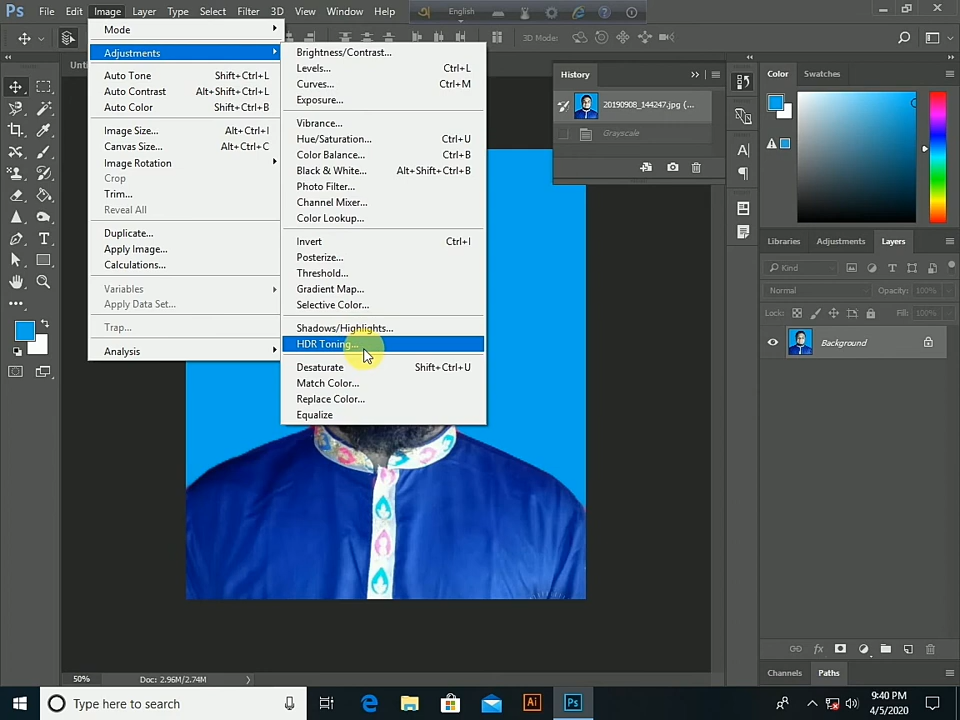 Ps File Edit Image Layer Type Select Filter 3D View Window Help
English
3D Mode:
Mode
Adjustments
Auto Tone Shift+Ctrl+L
Auto Contrast Alt+Shift+Ctrl+L
Auto Color Shift+Ctrl+B
Image Size... Alt+Ctrl+I
Canvas Size... Alt+Ctrl+C
Image Rotation
Crop
Trim...
Reveal All
Duplicate...
Apply Image...
Calculations...
Variables
Apply Data Set...
Trap...
Analysis
Brightness/Contrast...
Levels... Ctrl+L
Curves... Ctrl+M
Exposure...
Vibrance...
Hue/Saturation... Ctrl+U
Color Balance... Ctrl+B
Black & White... Alt+Shift+Ctrl+B
Photo Filter...
Channel Mixer...
Color Lookup...
Invert Ctrl+I
Posterize...
Threshold...
Gradient Map...
Selective Color...
Shadows/Highlights...
HDR Toning...
Desaturate Shift+Ctrl+U
Match Color...
Replace Color...
Equalize
History
20190908_144247.jpg (...
Grayscale
Color Swatches
Libraries Adjustments Layers
Kind
Normal Opacity: 100%
Lock: Fill: 100%
Background
Channels Paths
50% Doc: 2.96M/2.74M
Type here to search
Ai
Ps
9:40 PM
4/5/2020